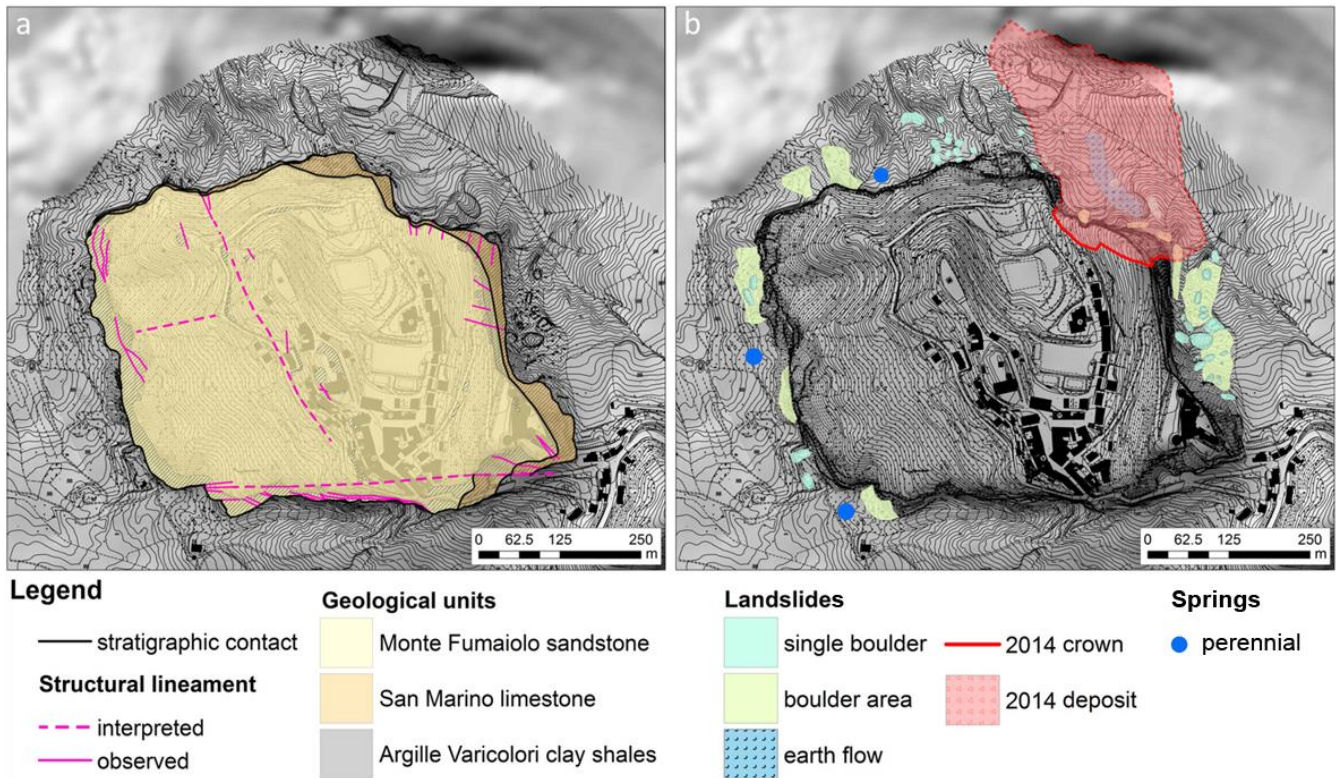 a
b
0 62.5 125 250
m
0 62.5 125 250
m
Legend
stratigraphic contact
Structural lineament
interpreted
observed
Geological units
Monte Fumaiolo sandstone
San Marino limestone
Argille Varicolori clay shales
Landslides
single boulder
boulder area
earth flow
2014 crown
2014 deposit
Springs
perennial